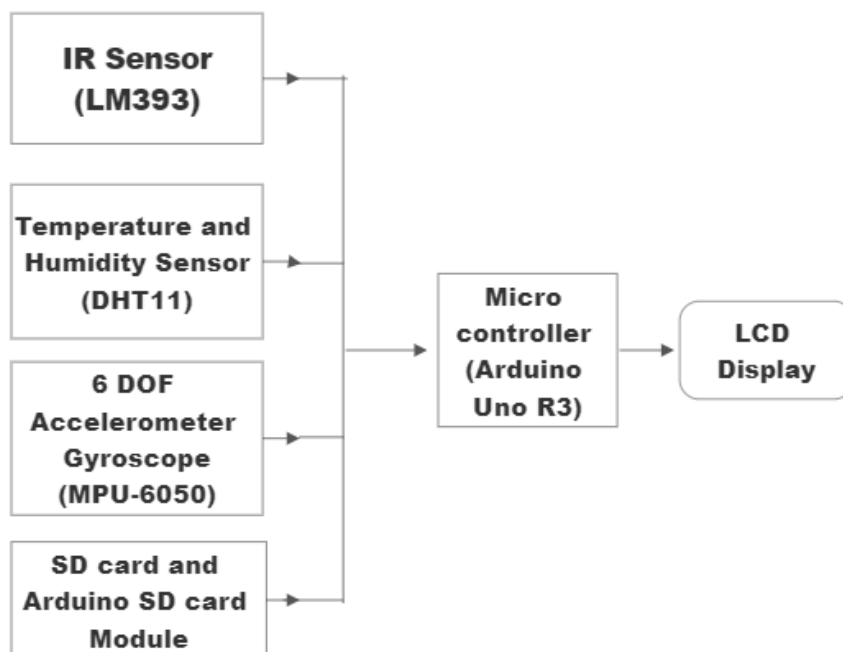 IR Sensor
(LM393)
Temperature and
Humidity Sensor
(DHT11)
6 DOF
Accelerometer
Gyroscope
(MPU-6050)
SD card and
Arduino SD card
Module
Micro
controller
(Arduino
Uno R3)
LCD
Display